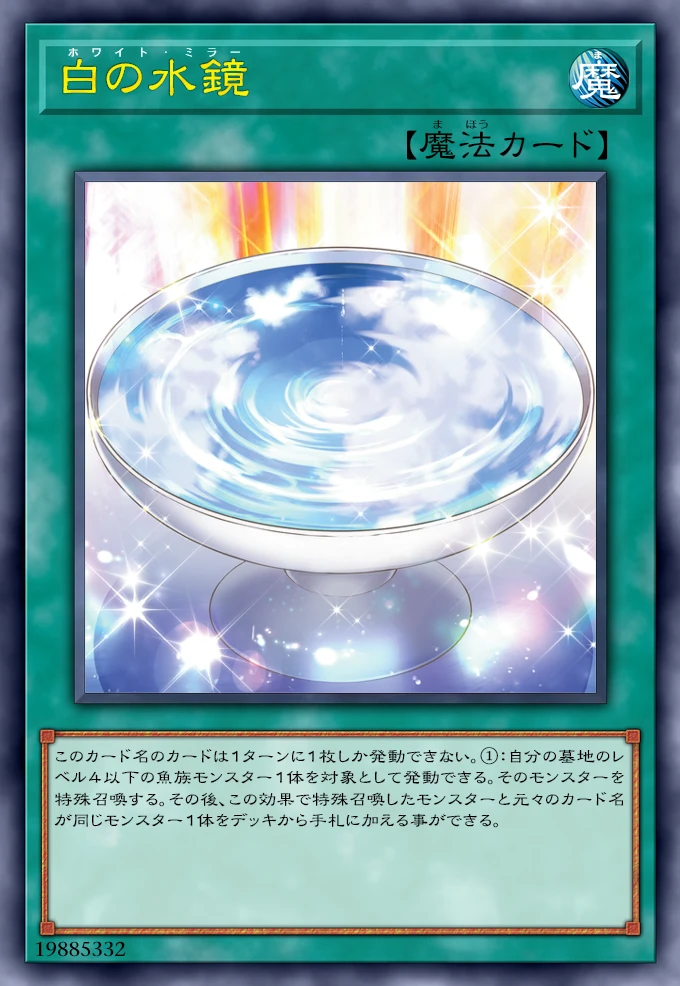 ホワイト・ミラー
白の水鏡
ま
魔
ま ほう
【魔法カード】
このカード名のカードは1ターンに1枚しか発動できない。①:自分の墓地のレ
ベル4以下の魚族モンスター1体を対象として発動できる。そのモンスターを
特殊召喚する。その後、この効果で特殊召喚したモンスターと元々のカード名
が同じモンスター1体をデッキから手札に加える事ができる。
19885332